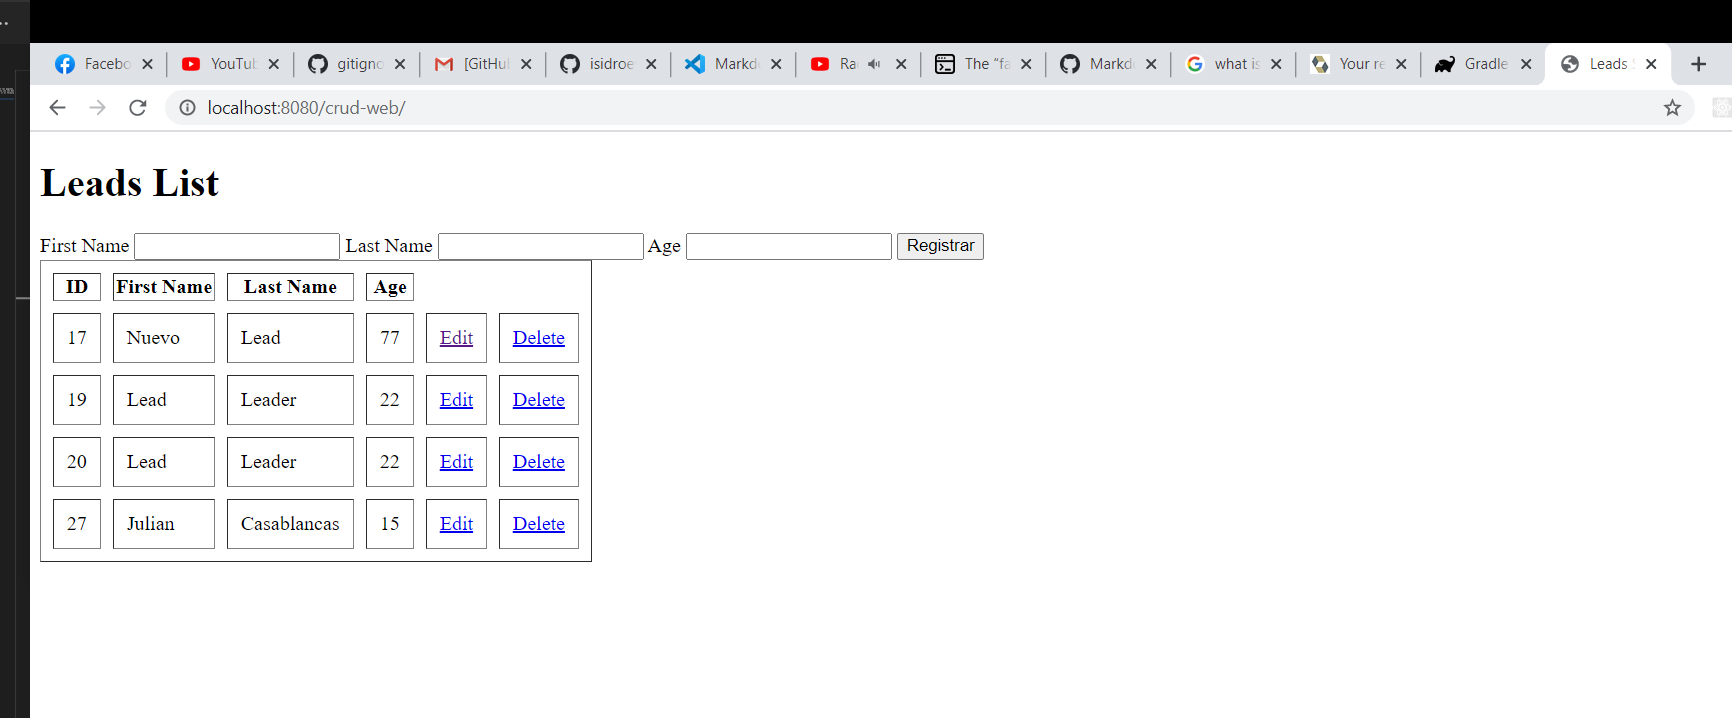 Facebo YouTub gitigno [GitHul isidroe Markd Ra The “fa Markd what is Your re Gradle Leads
localhost:8080/crud-web/
Leads List
First Name Last Name Age Registrar
ID First Name Last Name Age
17 Nuevo Lead 77 Edit Delete
19 Lead Leader 22 Edit Delete
20 Lead Leader 22 Edit Delete
27 Julian Casablancas 15 Edit Delete